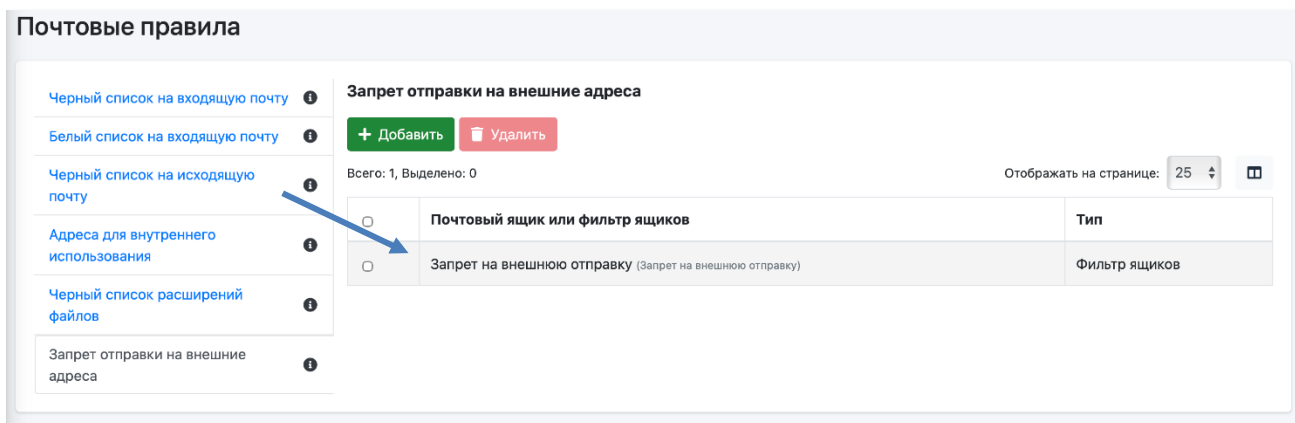 Почтовые правила
Черный список на входящую почту
Белый список на входящую почту
Черный список на исходящую
почту
Адреса для внутреннего
использования
Черный список расширений
файлов
Запрет отправки на внешние
адреса
Запрет отправки на внешние адреса
+ Добавить Удалить
Всего: 1, Выделено: 0 Отображать на странице: 25
Почтовый ящик или фильтр ящиков Тип
Запрет на внешнюю отправку (Запрет на внешнюю отправку) Фильтр ящиков